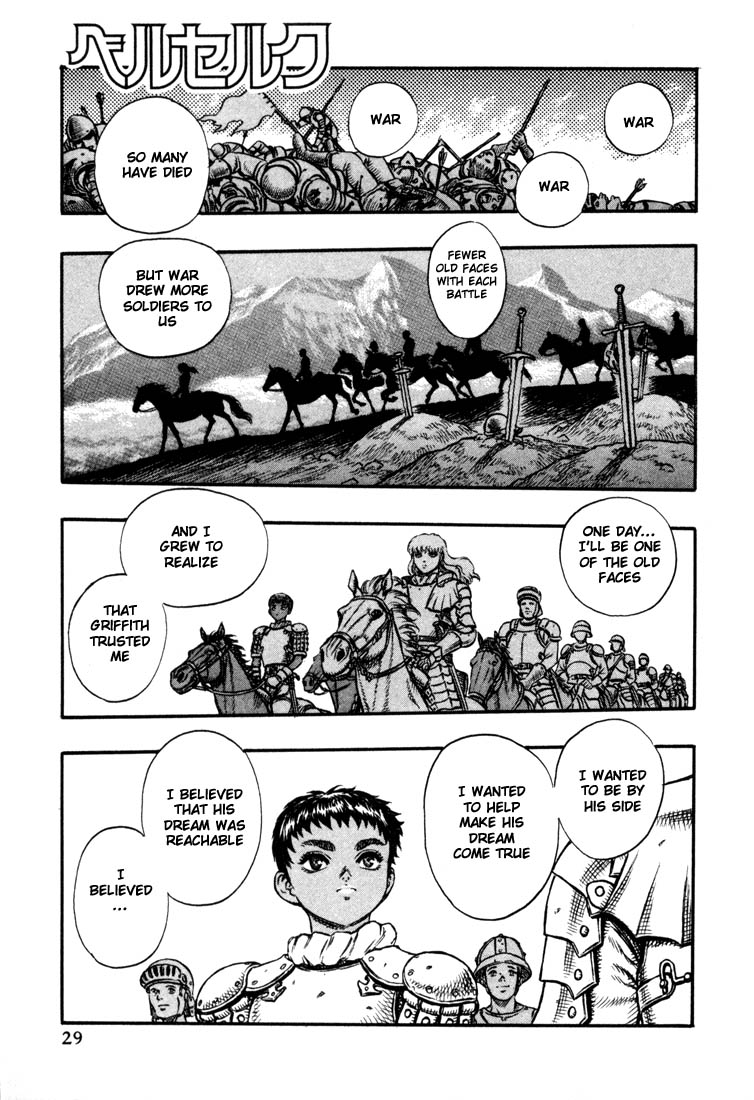 ベルセルク
WAR
WAR
WAR
SO MANY
HAVE DIED
FEWER
OLD FACES
WITH EACH
BATTLE
BUT WAR
DREW MORE
SOLDIERS TO
US
ONE DAY...
I'LL BE ONE
OF THE OLD
FACES
AND I
GREW TO
REALIZE
THAT
GRIFFITH
TRUSTED
ME
I WANTED
TO BE BY
HIS SIDE
I WANTED
TO HELP
MAKE HIS
DREAM
COME TRUE
I BELIEVED
THAT HIS
DREAM WAS
REACHABLE
I
BELIEVED
...
29